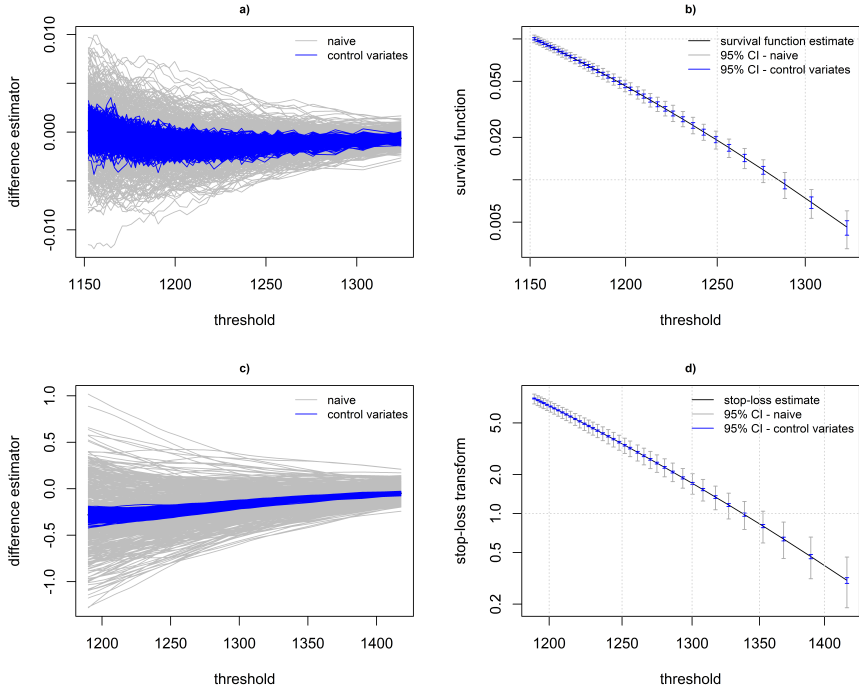 a)
naive
control variates
difference estimator
0.010
0.000
-0.010
1150 1200 1250 1300
threshold
b)
survival function estimate
95% CI - naive
95% CI - control variates
survival function
0.050
0.020
0.005
1150 1200 1250 1300
threshold
c)
naive
control variates
difference estimator
1.0
0.5
0.0
-0.5
-1.0
1200 1250 1300 1350 1400
threshold
d)
stop-loss estimate
95% CI - naive
95% CI - control variates
stop-loss transform
5.0
2.0
1.0
0.5
0.2
1200 1250 1300 1350 1400
threshold